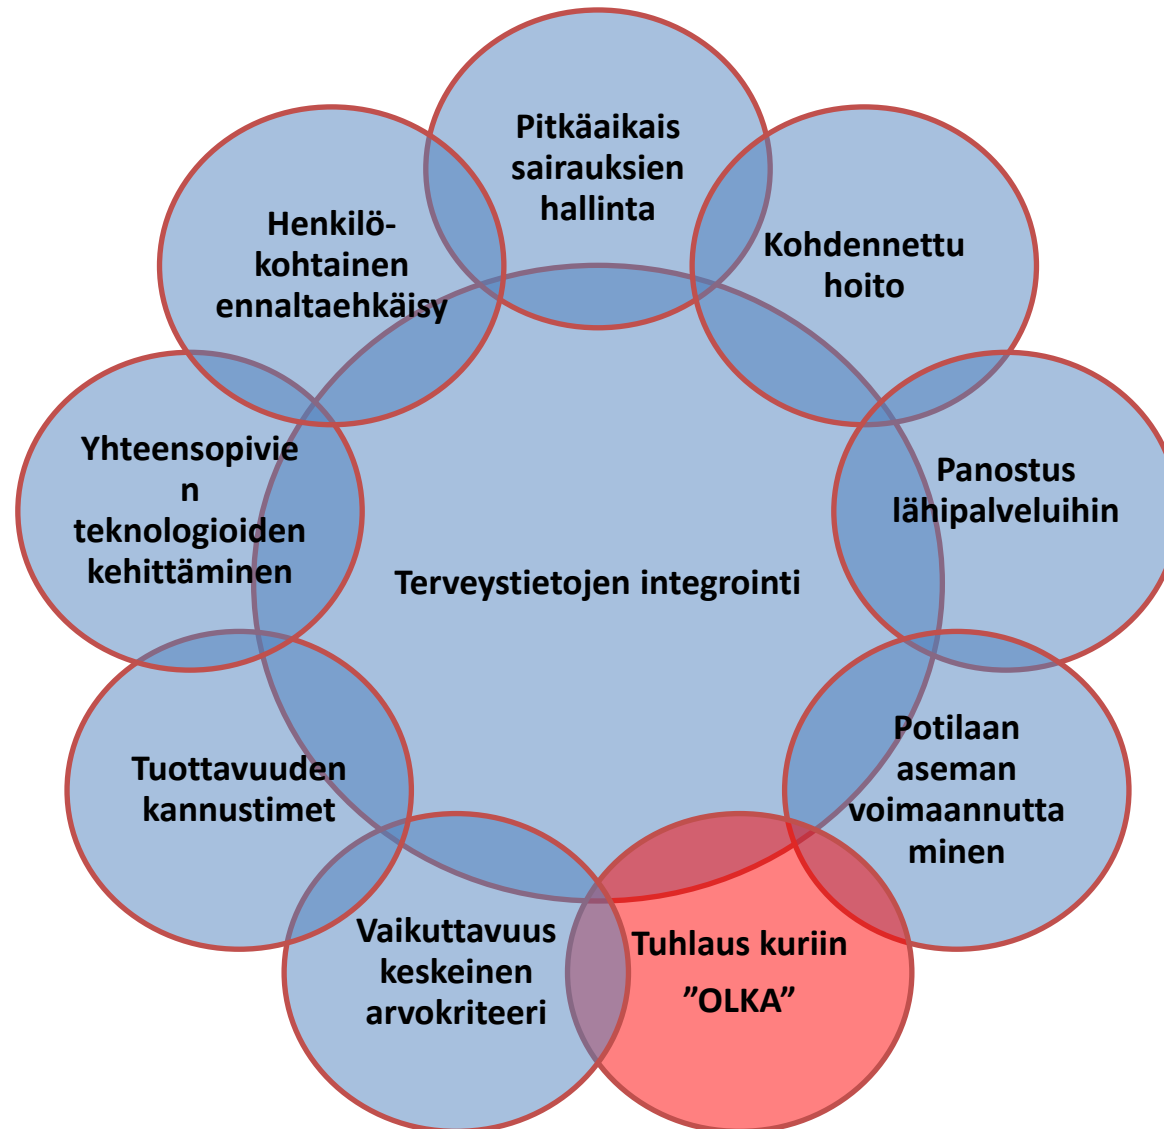 Pitkäaikais
sairauksien
hallinta
Kohdennettu
hoito
Panostus
lähipalveluihin
Potilaan
aseman
voimaannutta
minen
Tuhlaus kuriin
”OLKA”
Vaikuttavuus
keskeinen
arvokriteeri
Tuottavuuden
kannustimet
Yhteensopivie
n
teknologioiden
kehittäminen
Henkilö-
kohtainen
ennaltaehkäisy
Terveystietojen integrointi